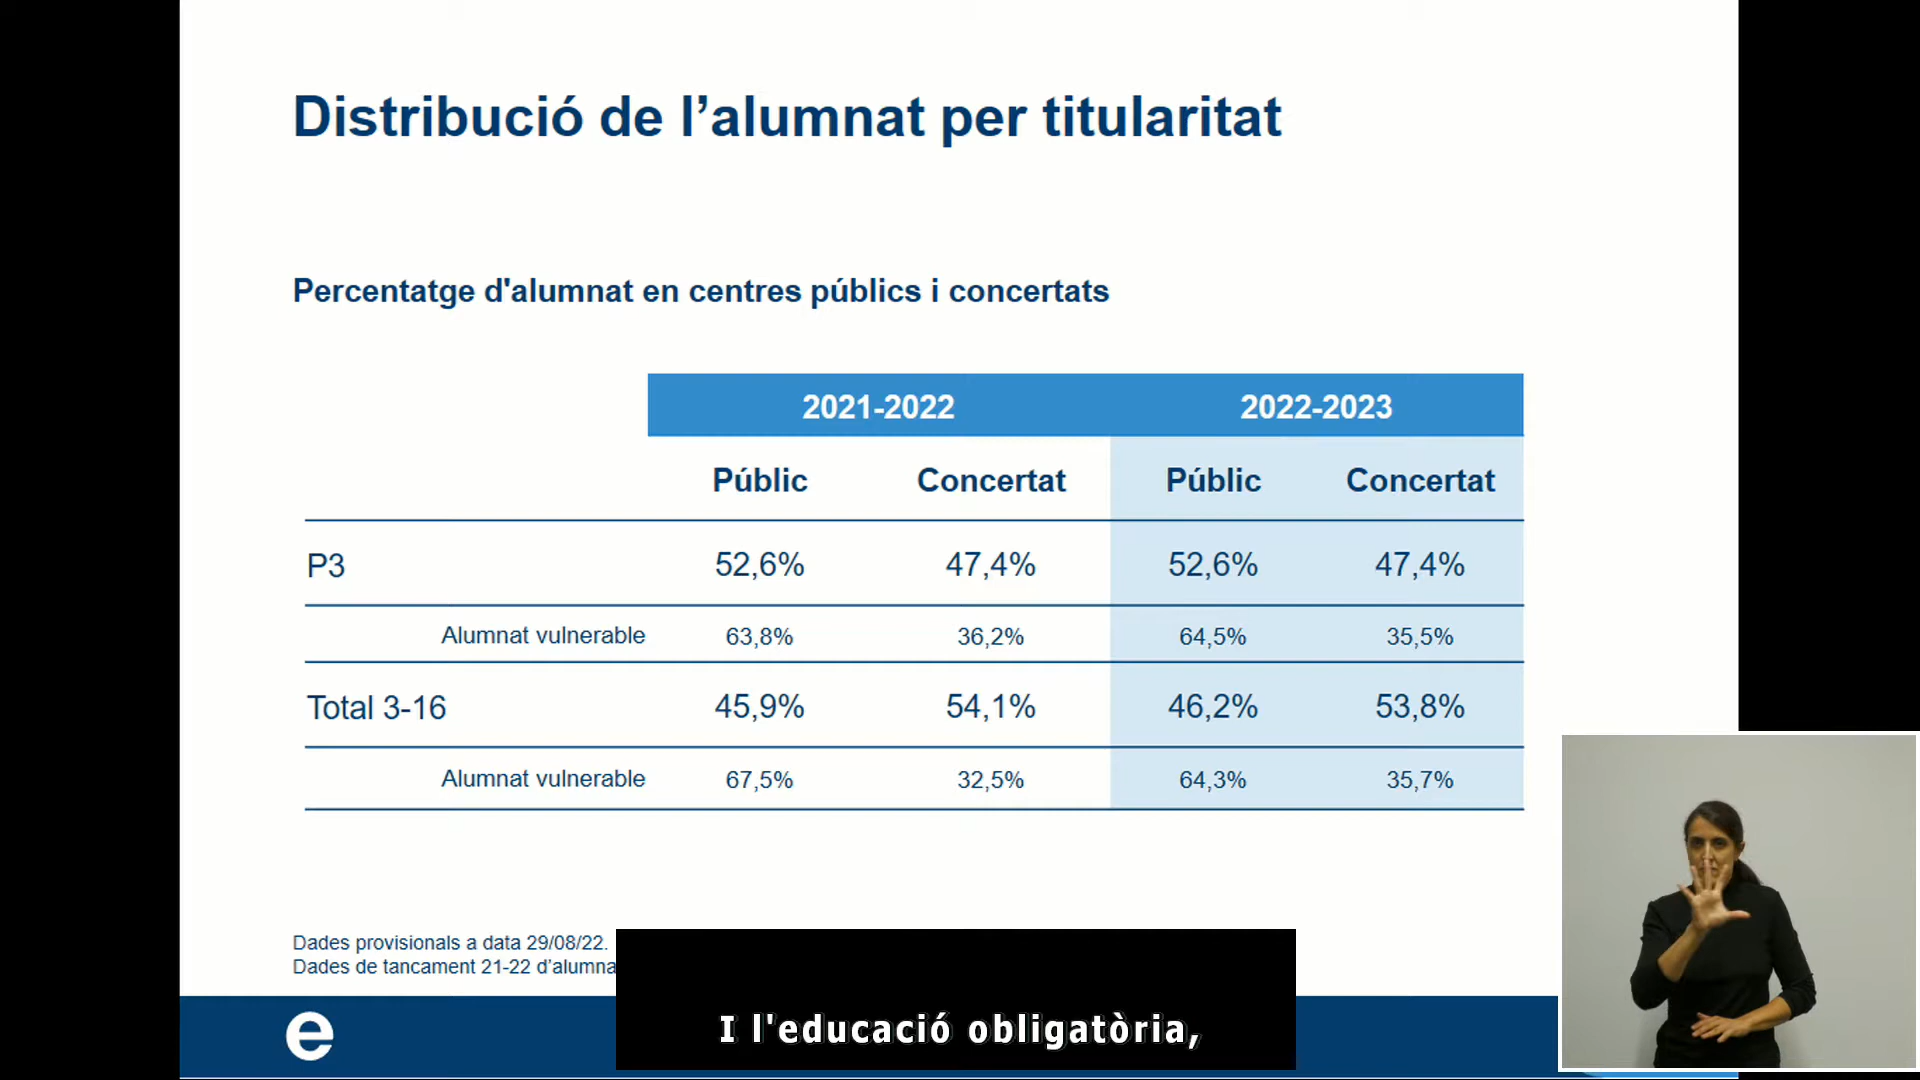 Distribució de l’alumnat per titularitat
Percentatge d'alumnat en centres públics i concertats
2021-2022 2022-2023
Públic Concertat Públic Concertat
P3 52,6% 47,4% 52,6% 47,4%
Alumnat vulnerable 63,8% 36,2% 64,5% 35,5%
Total 3-16 45,9% 54,1% 46,2% 53,8%
Alumnat vulnerable 67,5% 32,5% 64,3% 35,7%
Dades provisionals a data 29/08/22.
Dades de tancament 21-22 d’alumna
e
I l'educació obligatòria,